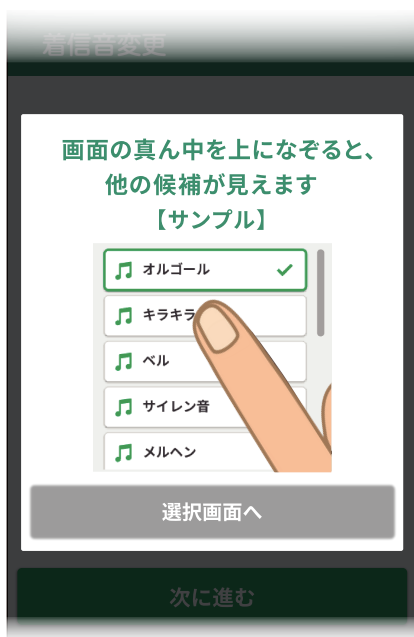 着信音変更
画面の真ん中を上になぞると、
他の候補が見えます
【サンプル】
オルゴール
キラキラ
ベル
サイレン音
メルヘン
選択画面へ
次に進む